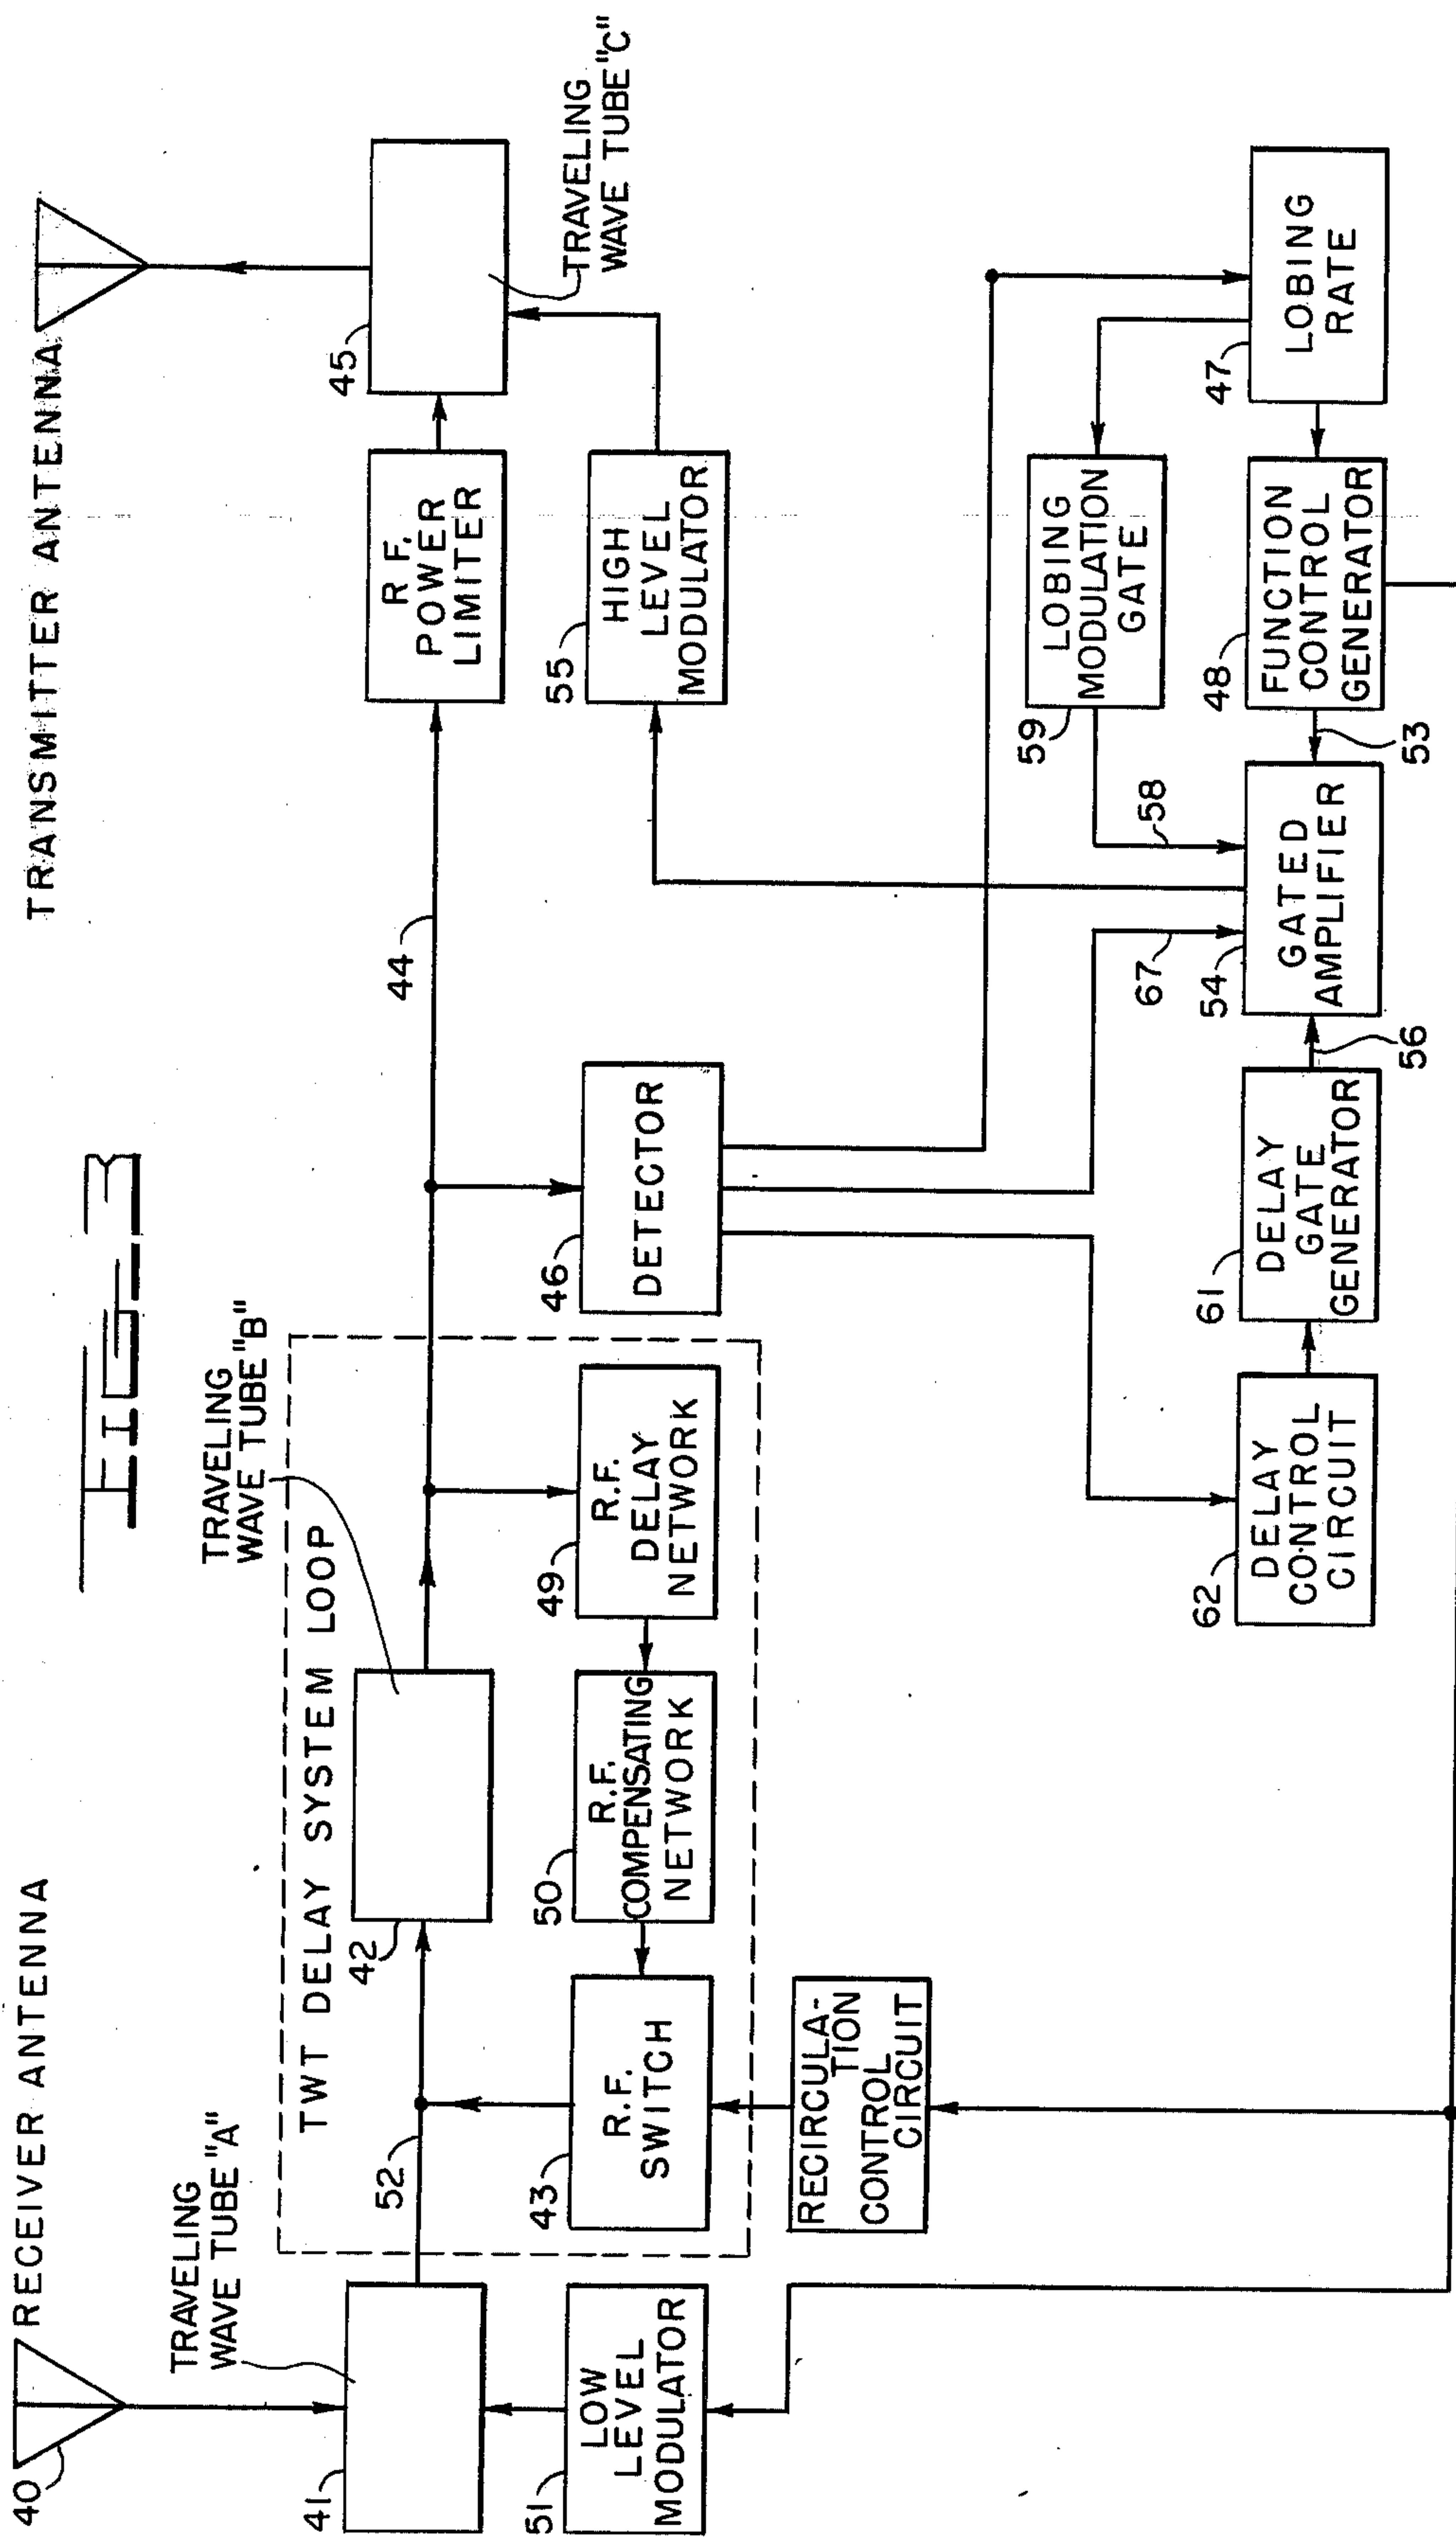 FIG. 3
40
RECEIVER ANTENNA
TRANSMITTER ANTENNA
TRAVELING
WAVE TUBE "A"
TRAVELING
WAVE TUBE "B"
TWT DELAY SYSTEM LOOP
41
52
42
44
R F.
POWER
LIMITER
45
TRAVELING
WAVE TUBE "C"
51
LOW
LEVEL
MODULATOR
43
R.F.
SWITCH
50
R.F.
COMPENSATING
NETWORK
49
R.F.
DELAY
NETWORK
46
DETECTOR
55
HIGH
LEVEL
MODULATOR
RECIRCULA-
TION
CONTROL
CIRCUIT
59
LOBING
MODULATION
GATE
67
58
62
DELAY
CONTROL
CIRCUIT
61
DELAY
GATE
GENERATOR
56
54
GATED
AMPLIFIER
53
48
FUNCTION
CONTROL
GENERATOR
47
LOBING
RATE